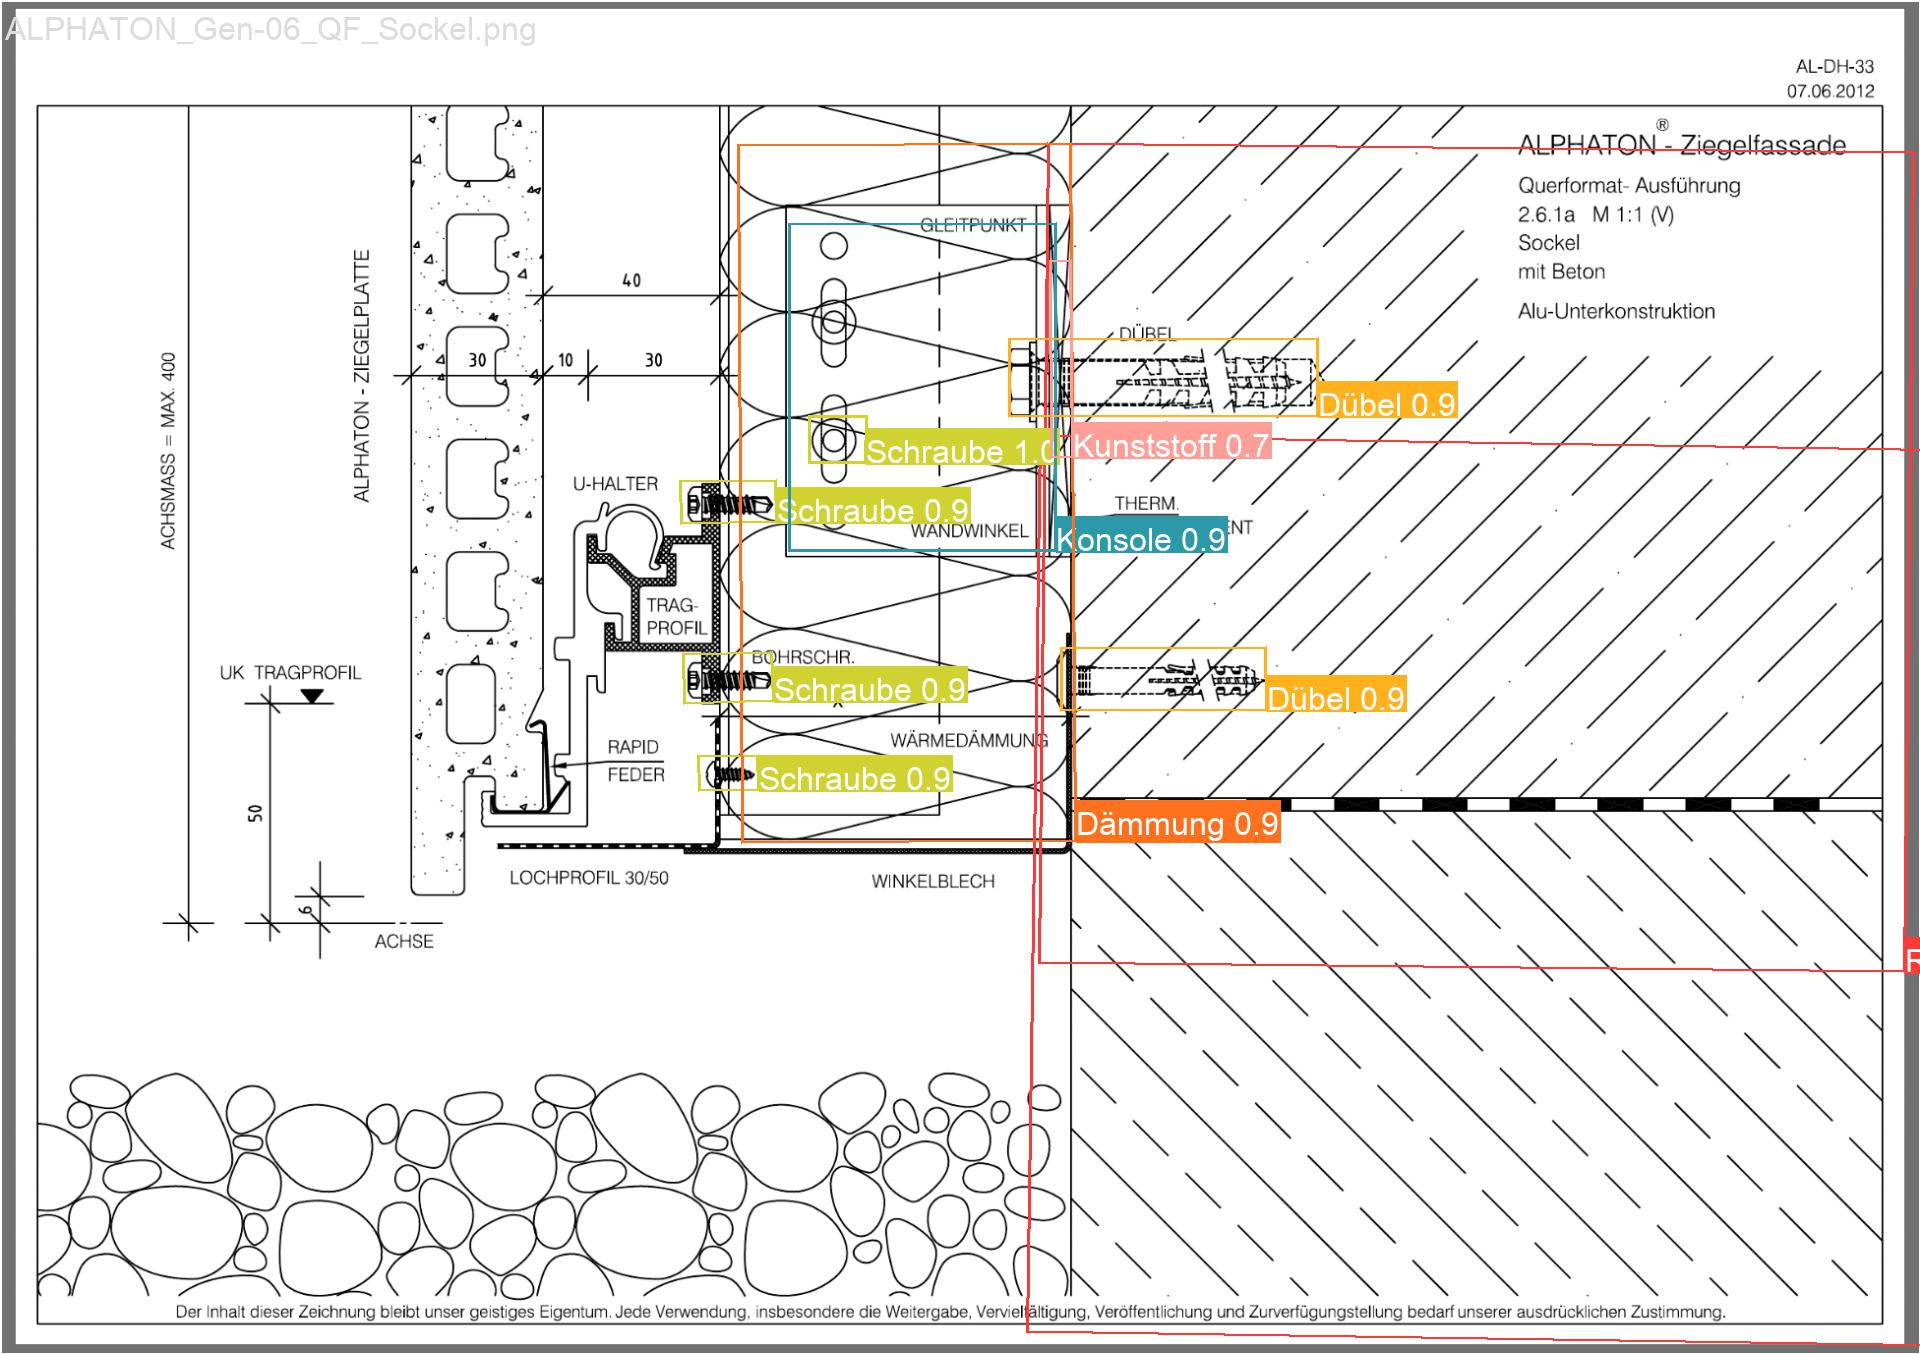 ALPHATON_Gen-06_QF_Sockel.png
AL-DH-33
07.06.2012
ALPHATON® - Ziegelfassade
Querformat- Ausführung
2.6.1a M 1:1 (V)
Sockel
mit Beton
Alu-Unterkonstruktion
GLEITPUNKT
40
DÜBEL
30
10
30
Dübel 0.9
ACHSMASS = MAX. 400
ALPHATON - ZIEGELPLATTE
Schraube 1.0
Kunststoff 0.7
U-HALTER
Schraube 0.9
THERM.
WANDWINKEL
Konsole 0.9
TRAG-
PROFIL
BOHRSCHR.
UK TRAGPROFIL
Schraube 0.9
Dübel 0.9
WÄRMEDÄMMUNG
RAPID
FEDER
Schraube 0.9
50
Dämmung 0.9
LOCHPROFIL 30/50
WINKELBLECH
6
ACHSE
Der Inhalt dieser Zeichnung bleibt unser geistiges Eigentum. Jede Verwendung, insbesondere die Weitergabe, Vervielfältigung, Veröffentlichung und Zurverfügungstellung bedarf unserer ausdrücklichen Zustimmung.